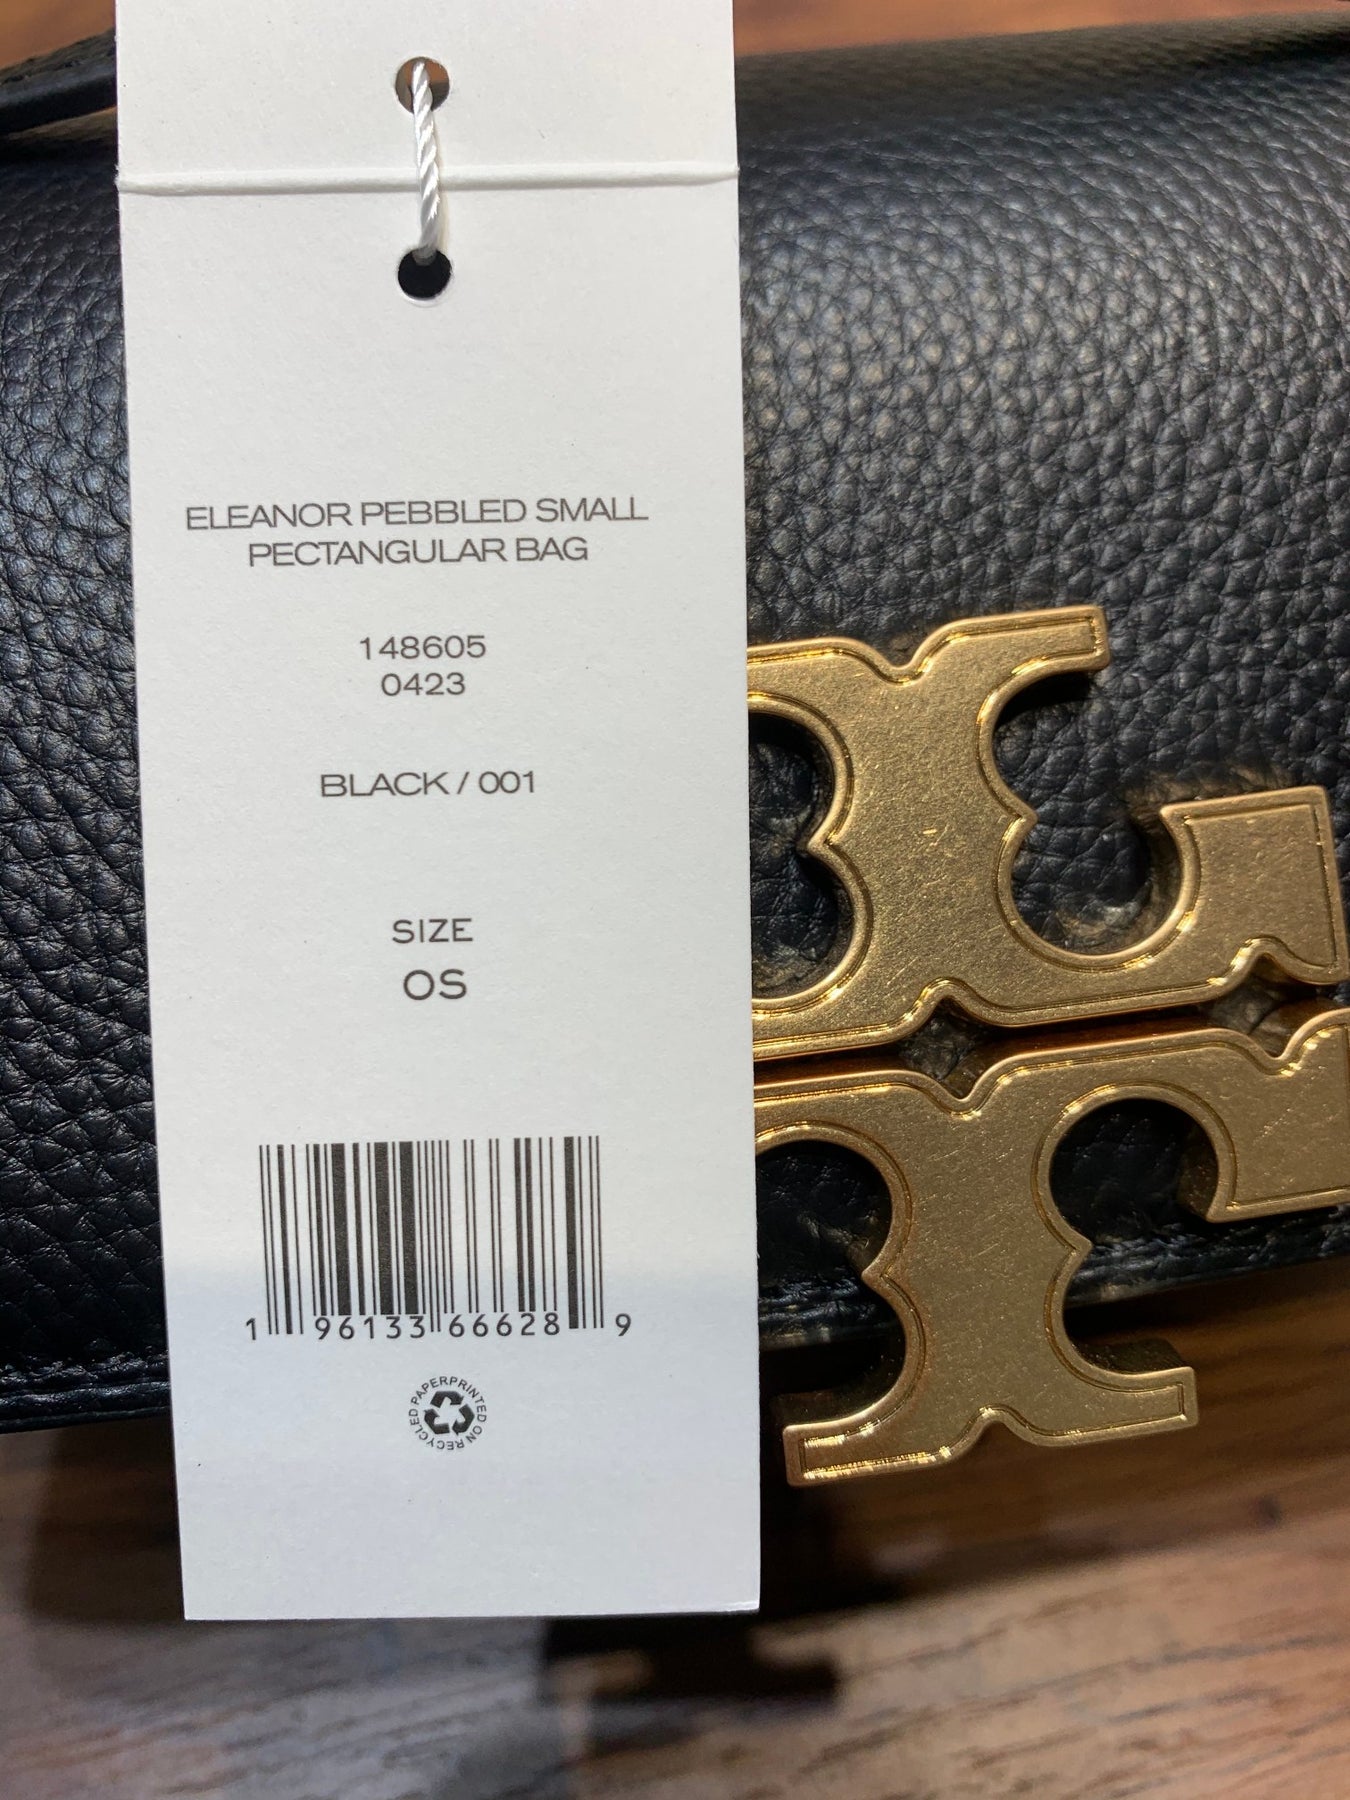 ELEANOR PEBBLED SMALL
PECTANGULAR BAG
148605
0423
BLACK / 001
SIZE
OS
1 96133 66628 9
PRINTED ON RECYCLED PAPER